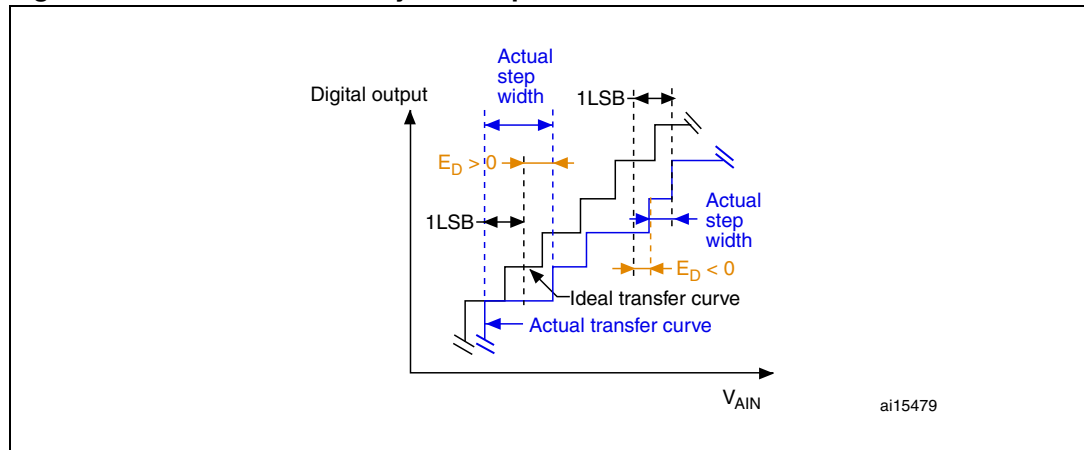 Actual
step
width
Digital output
1LSB
E_D > 0
1LSB
Actual
step
width
E_D < 0
Ideal transfer curve
Actual transfer curve
V_AIN
ai15479